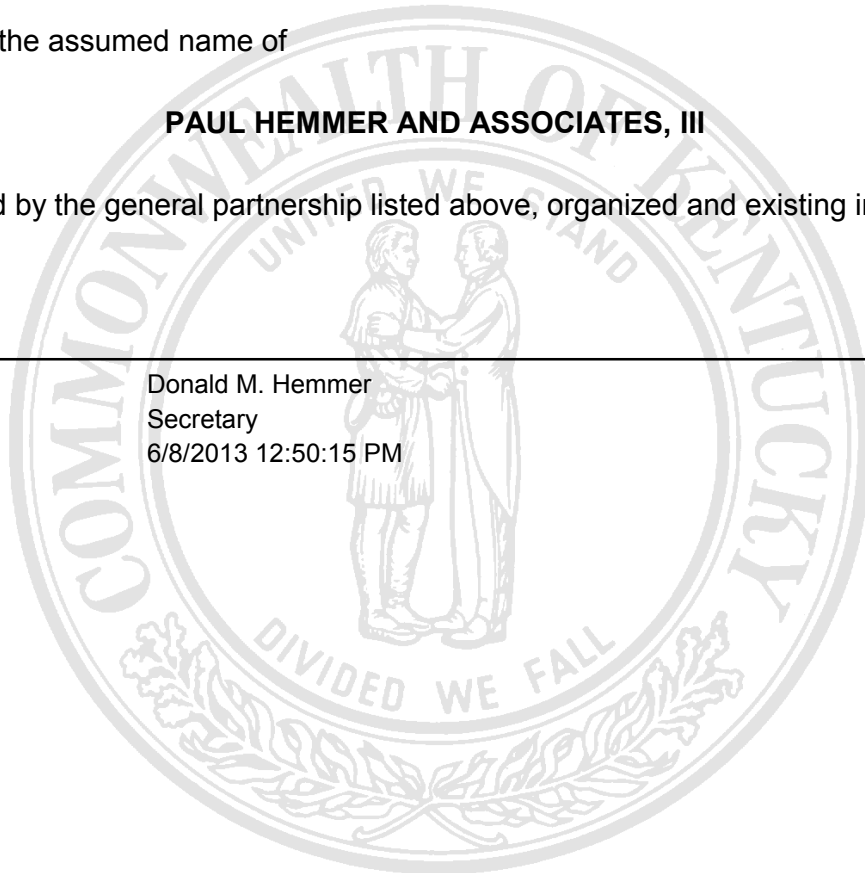 the assumed name of
PAUL HEMMER AND ASSOCIATES, III
by the general partnership listed above, organized and existing
Donald M. Hemmer
Secretary
6/8/2013 12:50:15 PM
COMMONWEALTH OF KENTUCKY
UNITED WE STAND
DIVIDED WE FALL